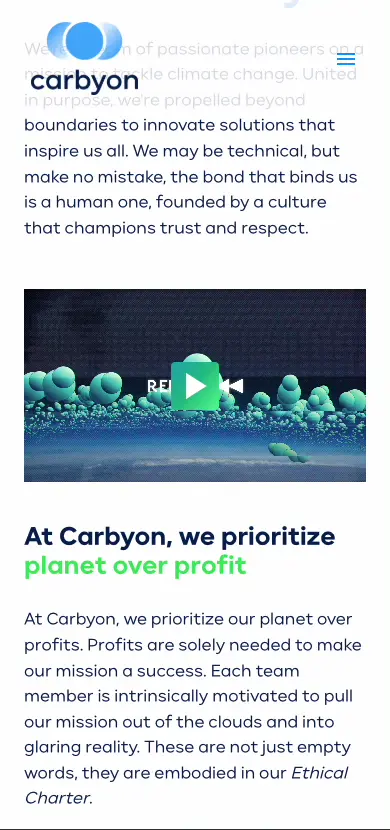 We're a team of passionate pioneers on a
mission to tackle climate change. United
carbyon
in purpose, we're propelled beyond
boundaries to innovate solutions that
inspire us all. We may be technical, but
make no mistake, the bond that binds us
is a human one, founded by a culture
that champions trust and respect.
At Carbyon, we prioritize
planet over profit
At Carbyon, we prioritize our planet over
profits. Profits are solely needed to make
our mission a success. Each team
member is intrinsically motivated to pull
our mission out of the clouds and into
glaring reality. These are not just empty
words, they are embodied in our Ethical
Charter.